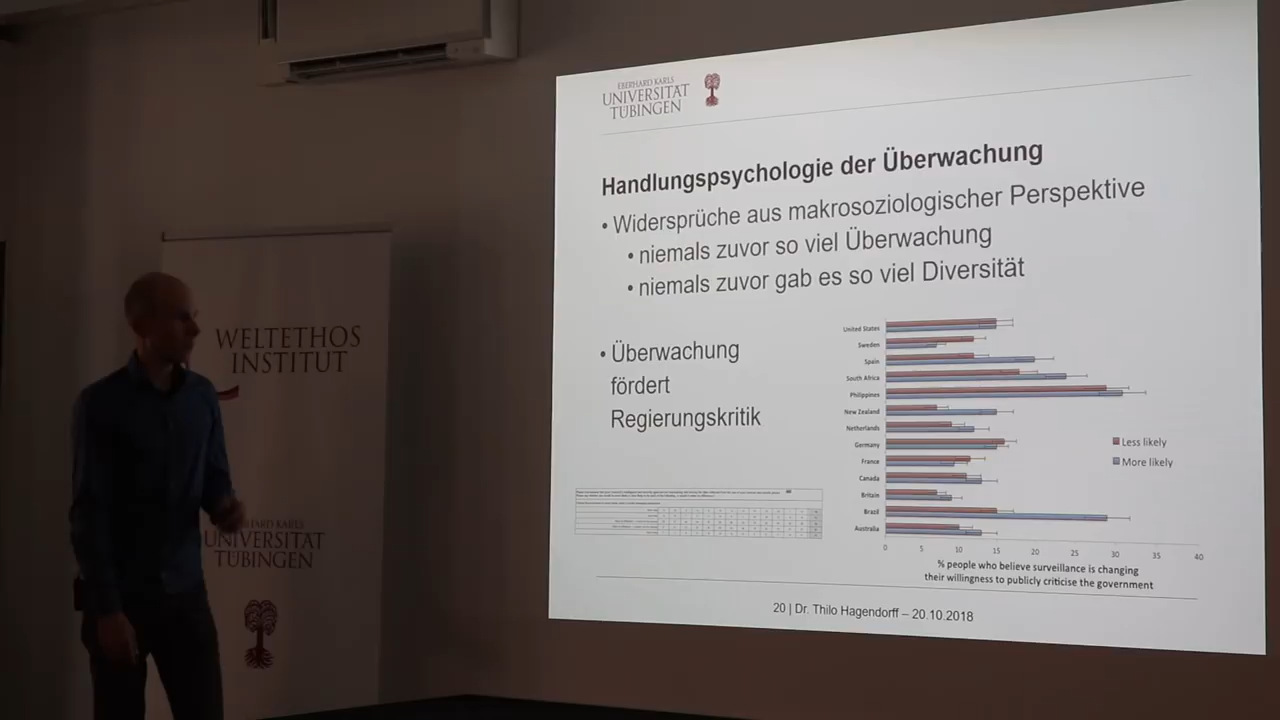 EBERHARD KARLS
UNIVERSITÄT
TÜBINGEN
Handlungspsychologie der Überwachung
• Widersprüche aus makrosoziologischer Perspektive
• niemals zuvor so viel Überwachung
• niemals zuvor gab es so viel Diversität
• Überwachung
fördert
Regierungskritik
United States
Sweden
Spain
South Africa
Philippines
New Zealand
Netherlands
Germany
France
Canada
Britain
Brazil
Australia
Less likely
More likely
0 5 10 15 20 25 30 35 40
% people who believe surveillance is changing
their willingness to publicly criticise the government
20 | Dr. Thilo Hagendorff – 20.10.2018
WELTETHOS
INSTITUT
EBERHARD KARLS
UNIVERSITÄT
TÜBINGEN